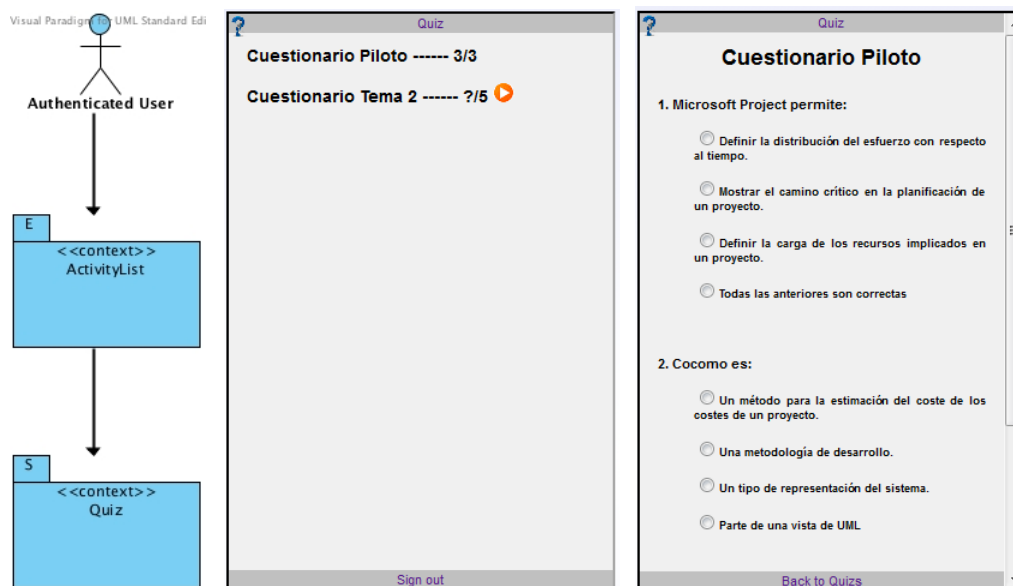 Visual Paradigm for UML Standard Edi
Authenticated User
E
<<context>>
ActivityList
S
<<context>>
Quiz
?
Quiz
Cuestionario Piloto ------ 3/3
Cuestionario Tema 2 ------ ?/5
Sign out
?
Quiz
Cuestionario Piloto
1. Microsoft Project permite:
Definir la distribución del esfuerzo con respecto
al tiempo.
Mostrar el camino crítico en la planificación de
un proyecto.
Definir la carga de los recursos implicados en
un proyecto.
Todas las anteriores son correctas
2. Cocomo es:
Un método para la estimación del coste de los
costes de un proyecto.
Una metodología de desarrollo.
Un tipo de representación del sistema.
Parte de una vista de UML
Back to Quizs